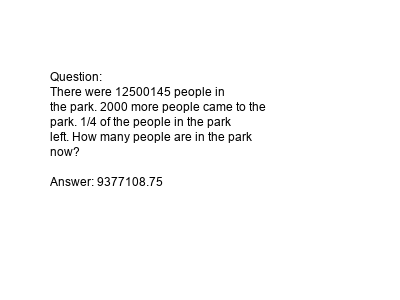 Question:
There were 12500145 people in
the park. 2000 more people came to the
park. 1/4 of the people in the park
left. How many people are in the park
now?
Answer: 9377108.75